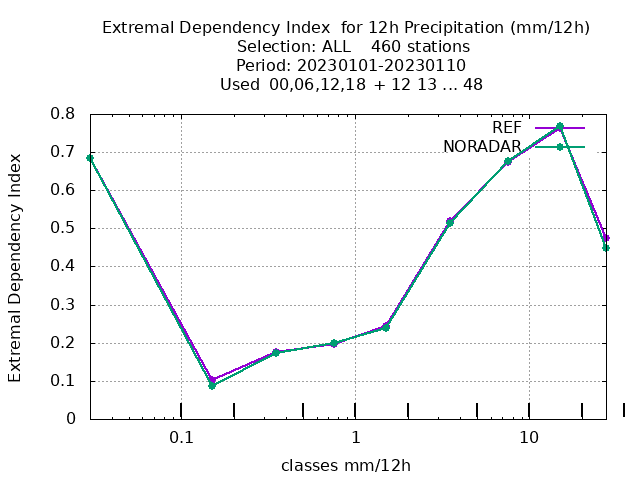 Extremal Dependency Index  for 12h Precipitation (mm/12h)
Selection: ALL    460 stations
Period: 20230101-20230110
Used  00,06,12,18  + 12 13 ... 48
REF
NORADAR
Extremal Dependency Index
0.8
0.7
0.6
0.5
0.4
0.3
0.2
0.1
0
0.1 1 10
classes mm/12h